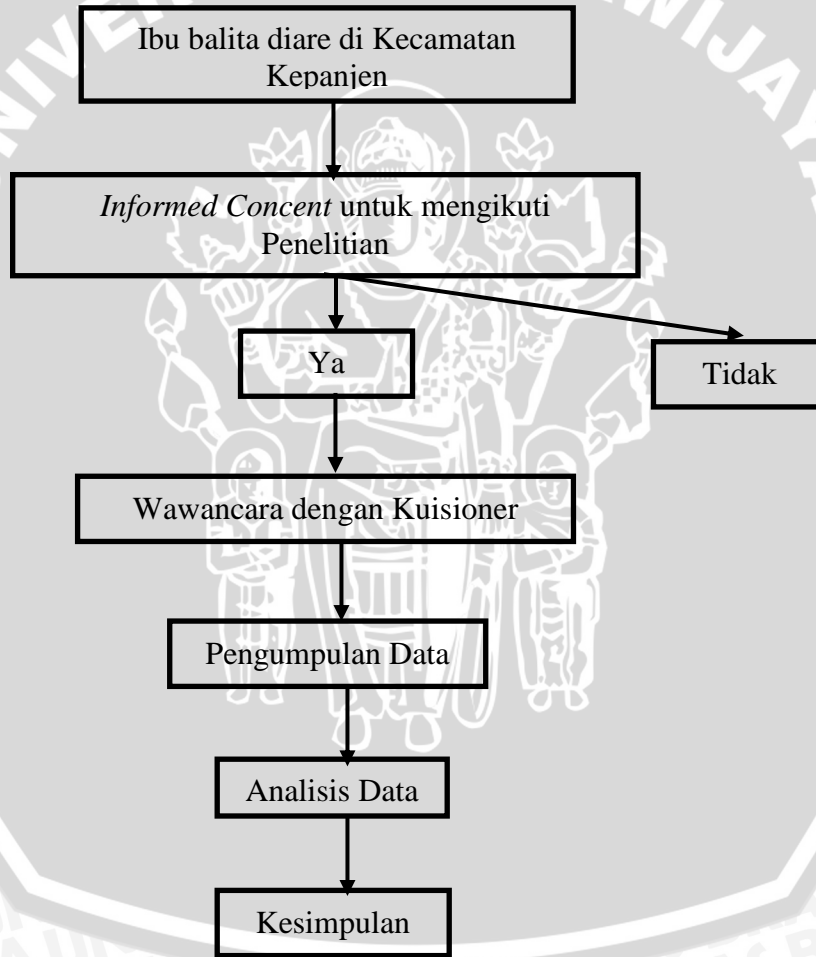 Ibu balita diare di Kecamatan
Kepanjen
Informed Concent untuk mengikuti
Penelitian
Ya
Tidak
Wawancara dengan Kuisioner
Pengumpulan Data
Analisis Data
Kesimpulan